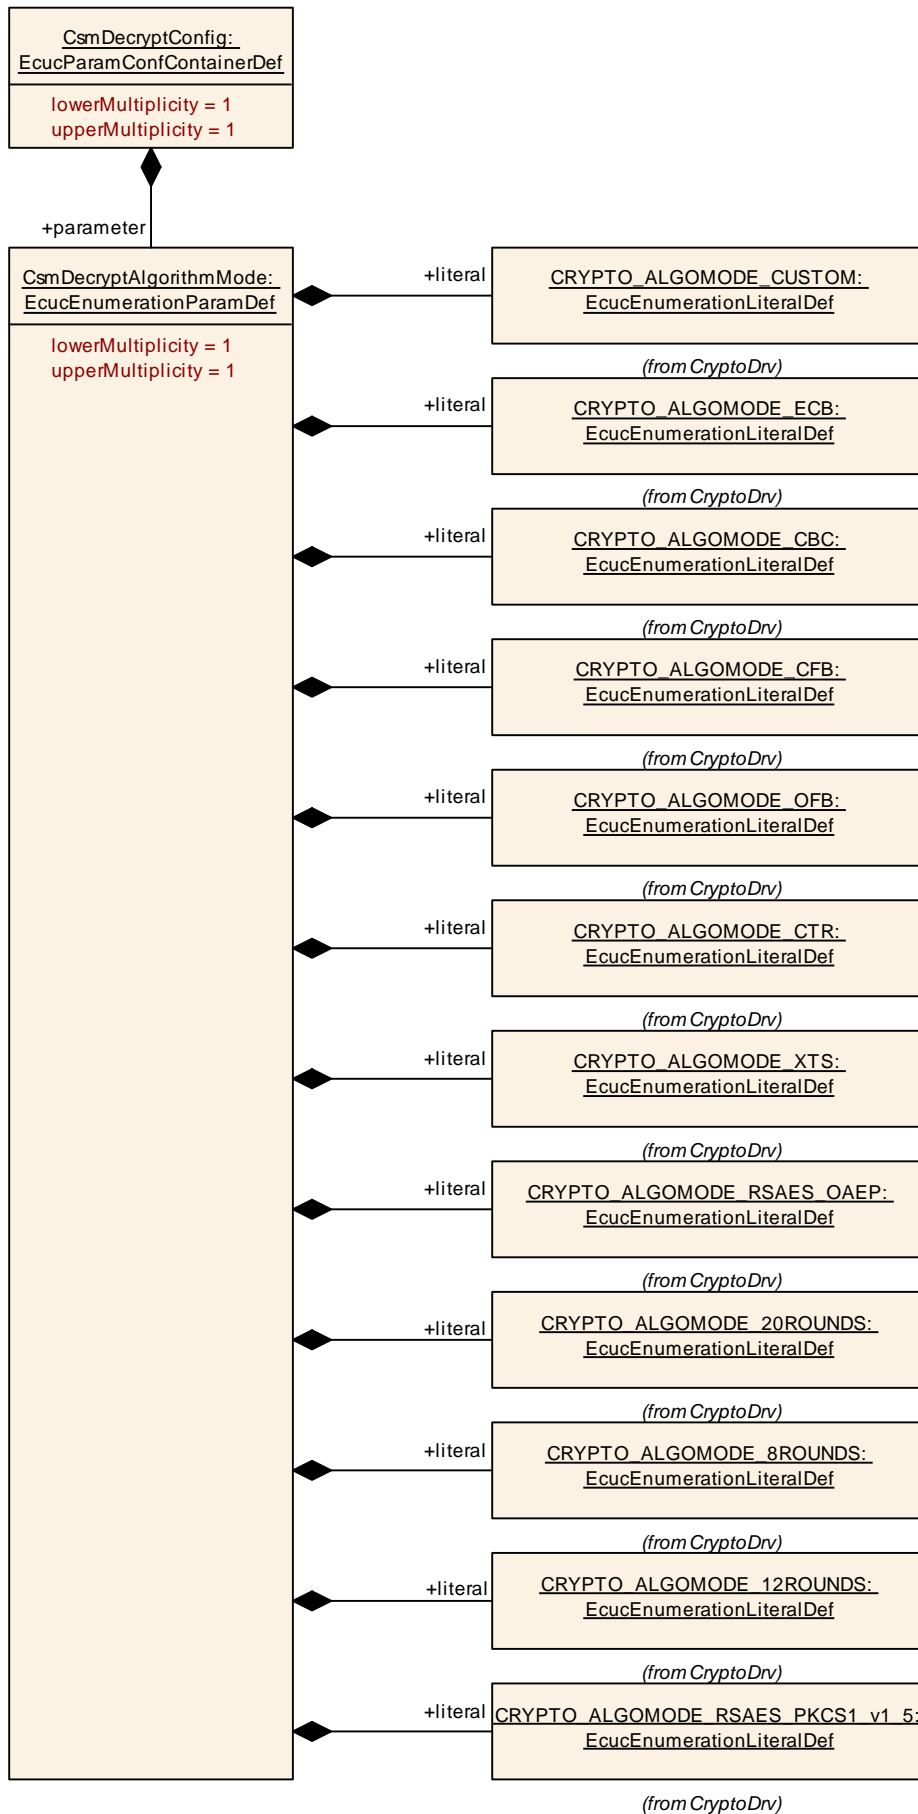 CsmDecryptConfig:
EcucParamConfContainerDef
lowerMultiplicity = 1
upperMultiplicity = 1
+parameter
CsmDecryptAlgorithmMode:
EcucEnumerationParamDef
lowerMultiplicity = 1
upperMultiplicity = 1
+literal
CRYPTO_ALGOMODE_CUSTOM:
EcucEnumerationLiteralDef
(from CryptoDrv)
+literal
CRYPTO_ALGOMODE_ECB:
EcucEnumerationLiteralDef
(from CryptoDrv)
+literal
CRYPTO_ALGOMODE_CBC:
EcucEnumerationLiteralDef
(from CryptoDrv)
+literal
CRYPTO_ALGOMODE_CFB:
EcucEnumerationLiteralDef
(from CryptoDrv)
+literal
CRYPTO_ALGOMODE_OFB:
EcucEnumerationLiteralDef
(from CryptoDrv)
+literal
CRYPTO_ALGOMODE_CTR:
EcucEnumerationLiteralDef
(from CryptoDrv)
+literal
CRYPTO_ALGOMODE_XTS:
EcucEnumerationLiteralDef
(from CryptoDrv)
+literal
CRYPTO_ALGOMODE_RSAES_OAEP:
EcucEnumerationLiteralDef
(from CryptoDrv)
+literal
CRYPTO_ALGOMODE_20ROUNDS:
EcucEnumerationLiteralDef
(from CryptoDrv)
+literal
CRYPTO_ALGOMODE_8ROUNDS:
EcucEnumerationLiteralDef
(from CryptoDrv)
+literal
CRYPTO_ALGOMODE_12ROUNDS:
EcucEnumerationLiteralDef
(from CryptoDrv)
+literal
CRYPTO_ALGOMODE_RSAES_PKCS1_v1_5:
EcucEnumerationLiteralDef
(from CryptoDrv)